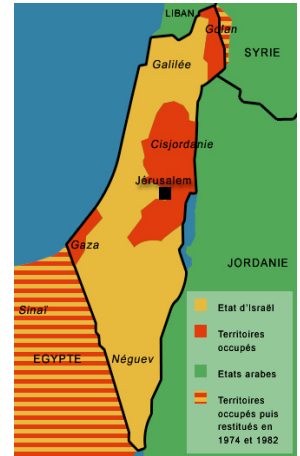 LIBAN
Golan
SYRIE
Galilée
Cisjordanie
Jérusalem
Gaza
JORDANIE
Sinaï
EGYPTE
Néguev
Etat d'Israël
Territoires
occupés
Etats arabes
Territoires
occupés puis
restitués en
1974 et 1982